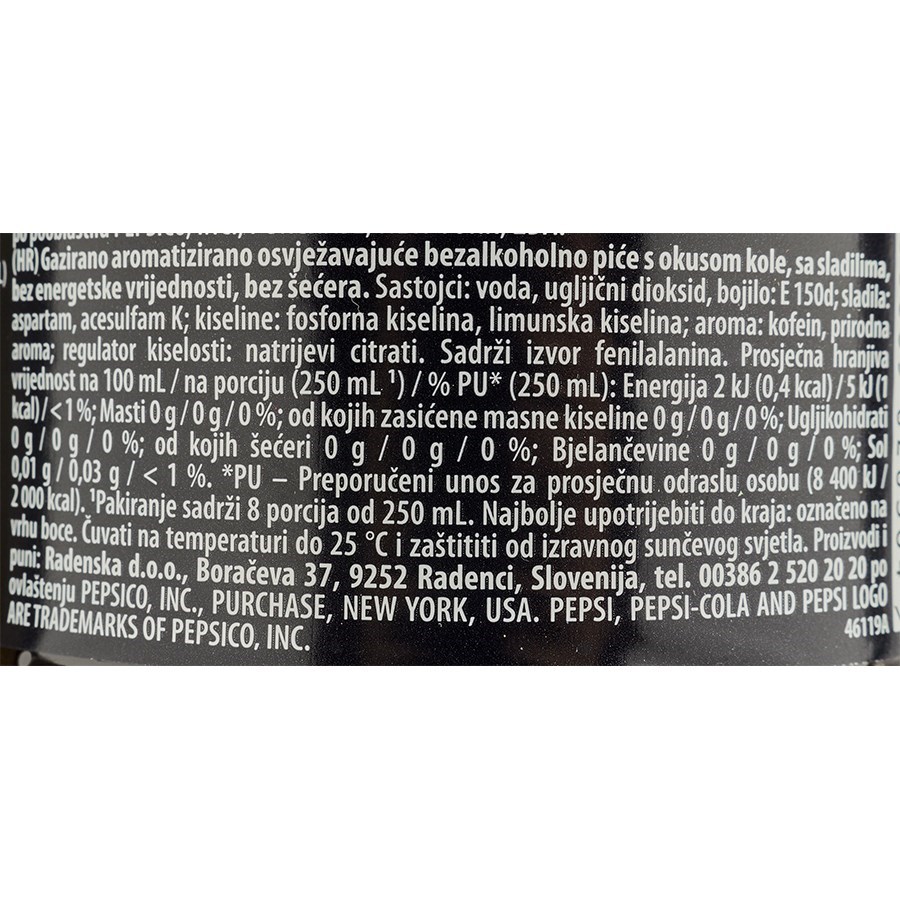 (HR) Gazirano aromatizirano osvježavajuće bezalkoholno piće s okusom kole, sa sladilima,
bez energetske vrijednosti, bez šećera. Sastojci: voda, ugljični dioksid, bojilo: E 150d; sladila:
aspartam, acesulfam K; kiseline: fosforna kiselina, limunska kiselina; aroma: kofein, prirodna
aroma; regulator kiselosti: natrijevi citrati. Sadrži izvor fenilalanina. Prosječna hranjiva
vrijednost na 100 mL / na porciju (250 mL ¹) / % PU* (250 mL): Energija 2 kJ (0,4 kcal) / 5 kJ (1
kcal) / < 1 %; Masti 0 g / 0 g / 0 %; od kojih zasićene masne kiseline 0 g / 0 g / 0 %; Ugljikohidrati
0 g / 0 g / 0 %; od kojih šećeri 0 g / 0 g / 0 %; Bjelančevine 0 g / 0 g / 0 %; Sol
0,01 g / 0,03 g / < 1 %. *PU – Preporučeni unos za prosječnu odraslu osobu (8 400 kJ /
2 000 kcal). ¹Pakiranje sadrži 8 porcija od 250 mL. Najbolje upotrijebiti do kraja: označeno na
vrhu boce. Čuvati na temperaturi do 25 °C i zaštititi od izravnog sunčevog svjetla. Proizvodi i
puni: Radenska d.o.o., Boračeva 37, 9252 Radenci, Slovenija, tel. 00386 2 520 20 20 po
ovlaštenju PEPSICO, INC., PURCHASE, NEW YORK, USA. PEPSI, PEPSI-COLA AND PEPSI LOGO
ARE TRADEMARKS OF PEPSICO, INC. 46119A